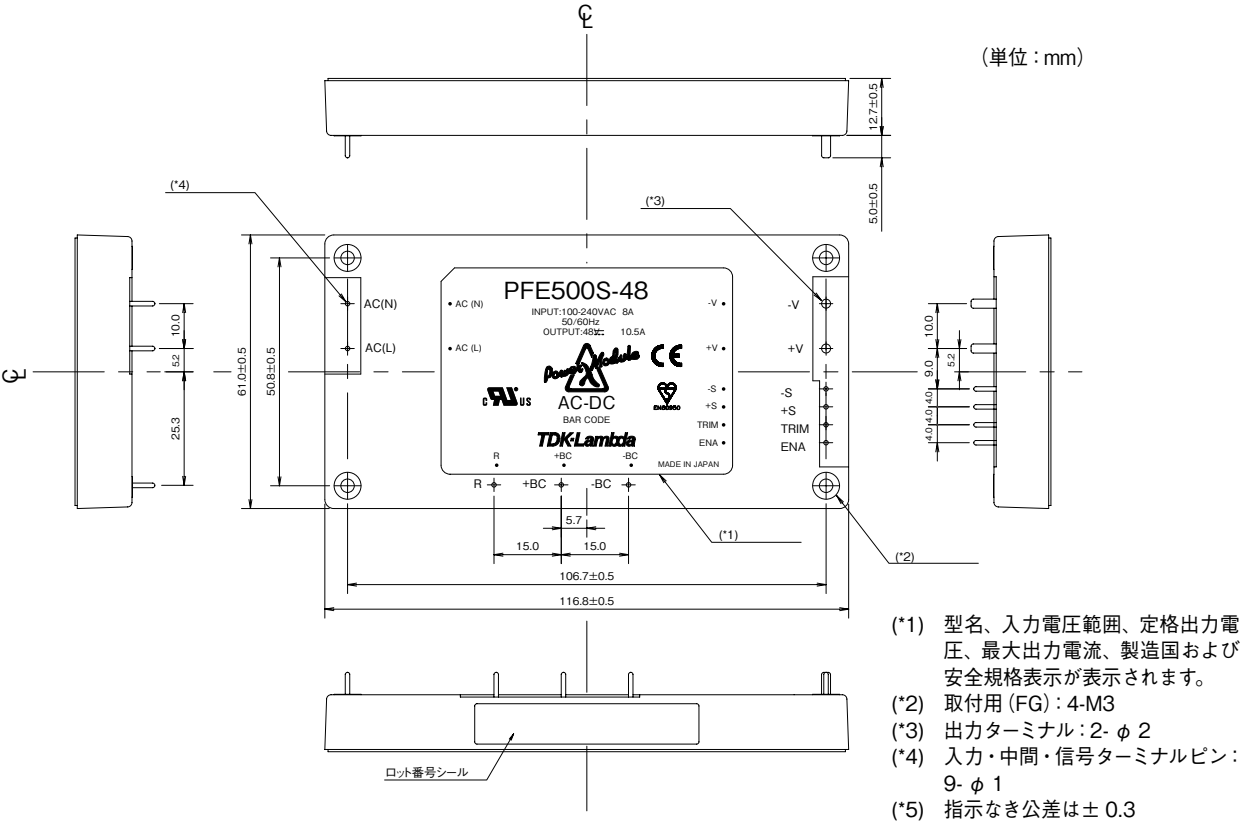 ℄
(単位：mm)
12.7±0.5
5.0±0.5
(*4)
(*3)
℄
10.0
5.2
25.3
61.0±0.5
50.8±0.5
AC(N)
AC(L)
PFE500S-48
INPUT:100-240VAC 8A
50/60Hz
OUTPUT:48V 10.5A
• AC (N)
• AC (L)
-V •
+V •
-S •
+S •
TRIM •
ENA •
Power Module
CE
C UL US
AC-DC
EN60950
BAR CODE
TDK-Lambda
R
+BC
-BC
MADE IN JAPAN
R
+BC
-BC
-V
+V
-S
+S
TRIM
ENA
10.0
9.0
5.2
4.0
4.0
4.0
5.7
15.0
15.0
(*1)
(*2)
106.7±0.5
116.8±0.5
ロット番号シール
(*1) 型名、入力電圧範囲、定格出力電
圧、最大出力電流、製造国および
安全規格表示が表示されます。
(*2) 取付用 (FG)：4-M3
(*3) 出力ターミナル：2- φ 2
(*4) 入力・中間・信号ターミナルピン：
9- φ 1
(*5) 指示なき公差は± 0.3